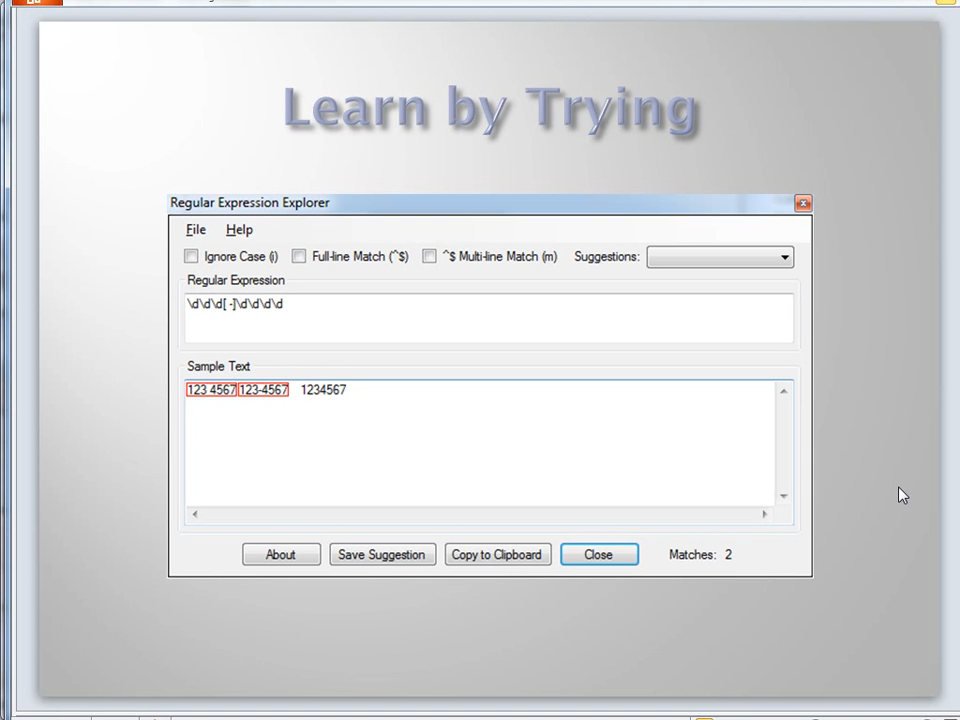 Learn by Trying
Regular Expression Explorer
File Help
Ignore Case (i) Full-line Match (^$) ^$ Multi-line Match (m) Suggestions:
Regular Expression
\d\d\d[ -]\d\d\d\d
Sample Text
123 4567 123-4567 1234567
About Save Suggestion Copy to Clipboard Close Matches: 2